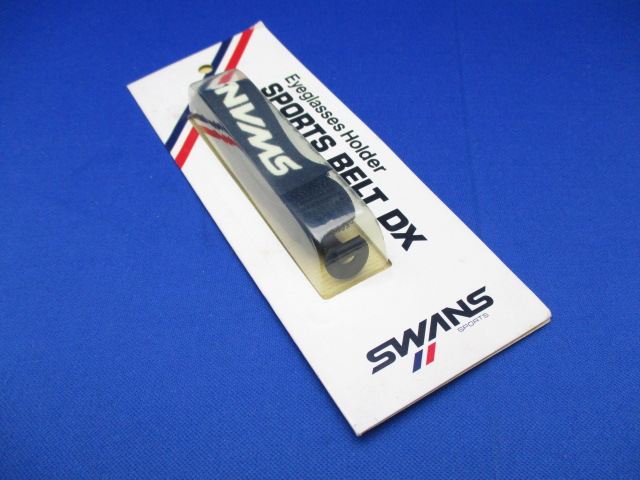 Eyeglasses Holder
SPORTS BELT DX
SWANS
SWANS
SPORTS